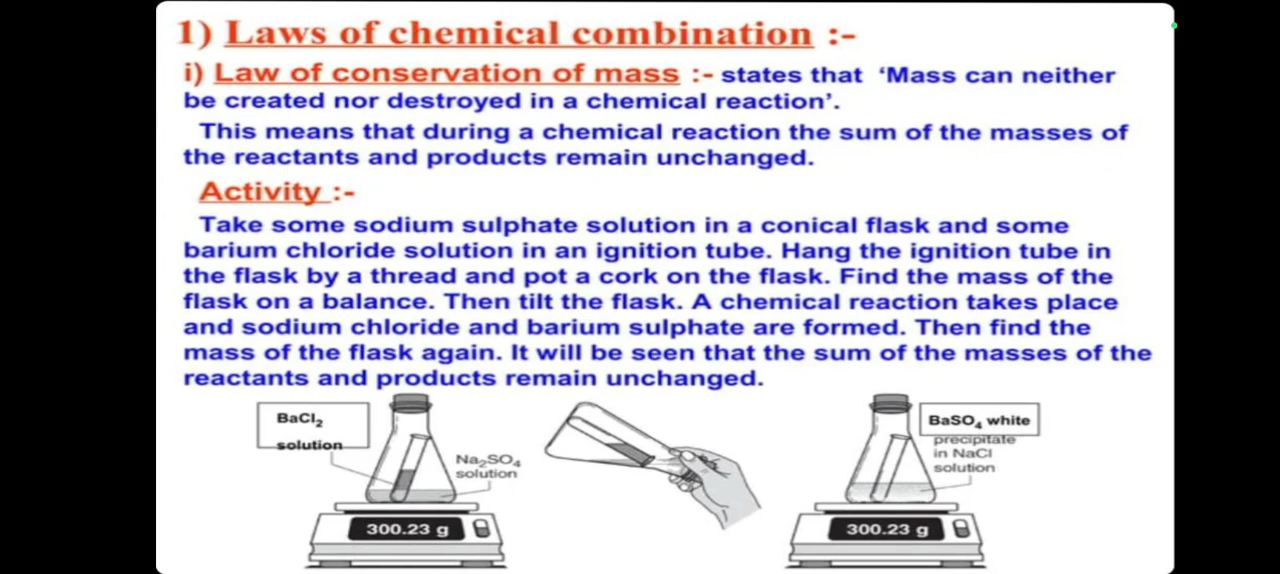 1) Laws of chemical combination :-
i) Law of conservation of mass :- states that ‘Mass can neither
be created nor destroyed in a chemical reaction’.
This means that during a chemical reaction the sum of the masses of
the reactants and products remain unchanged.
Activity :-
Take some sodium sulphate solution in a conical flask and some
barium chloride solution in an ignition tube. Hang the ignition tube in
the flask by a thread and pot a cork on the flask. Find the mass of the
flask on a balance. Then tilt the flask. A chemical reaction takes place
and sodium chloride and barium sulphate are formed. Then find the
mass of the flask again. It will be seen that the sum of the masses of the
reactants and products remain unchanged.
BaCl₂
solution
Na₂SO₄
solution
300.23 g
BaSO₄ white
precipitate
in NaCl
solution
300.23 g